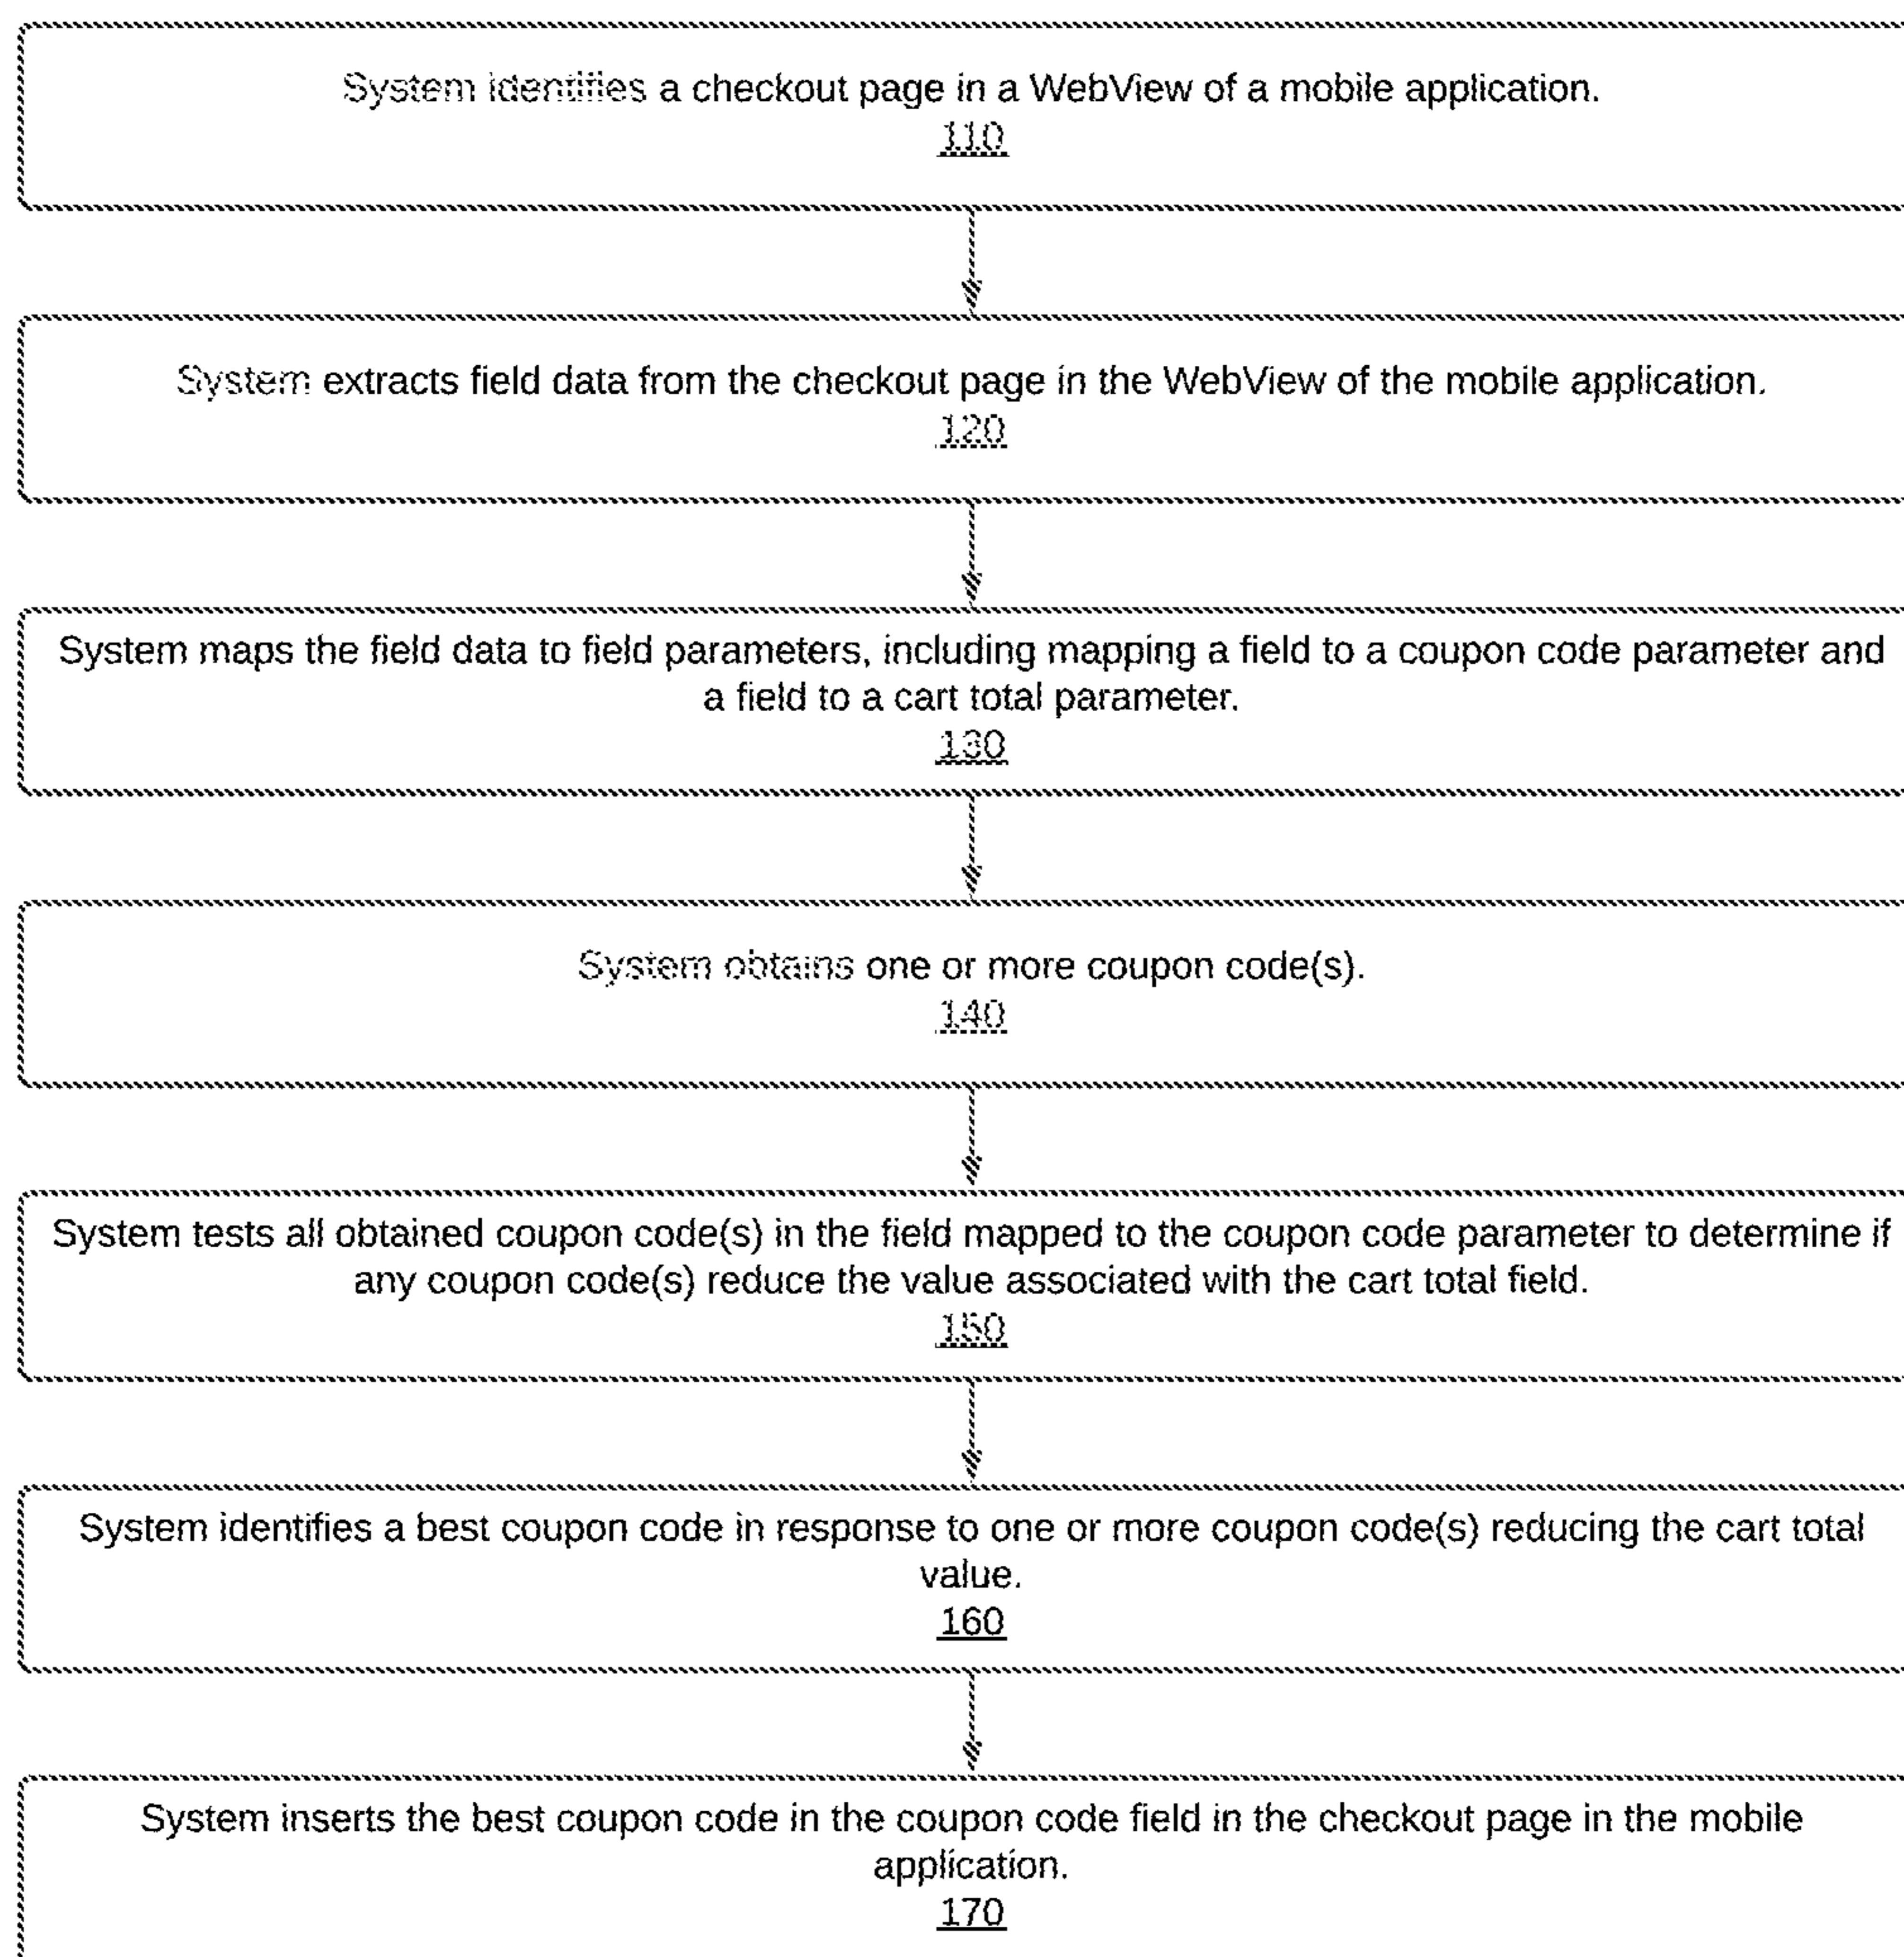 System identifies a checkout page in a WebView of a mobile application.
110
System extracts field data from the checkout page in the WebView of the mobile application.
120
System maps the field data to field parameters, including mapping a field to a coupon code parameter and
a field to a cart total parameter.
130
System obtains one or more coupon code(s).
140
System tests all obtained coupon code(s) in the field mapped to the coupon code parameter to determine if
any coupon code(s) reduce the value associated with the cart total field.
150
System identifies a best coupon code in response to one or more coupon code(s) reducing the cart total
value.
160
System inserts the best coupon code in the coupon code field in the checkout page in the mobile
application.
170